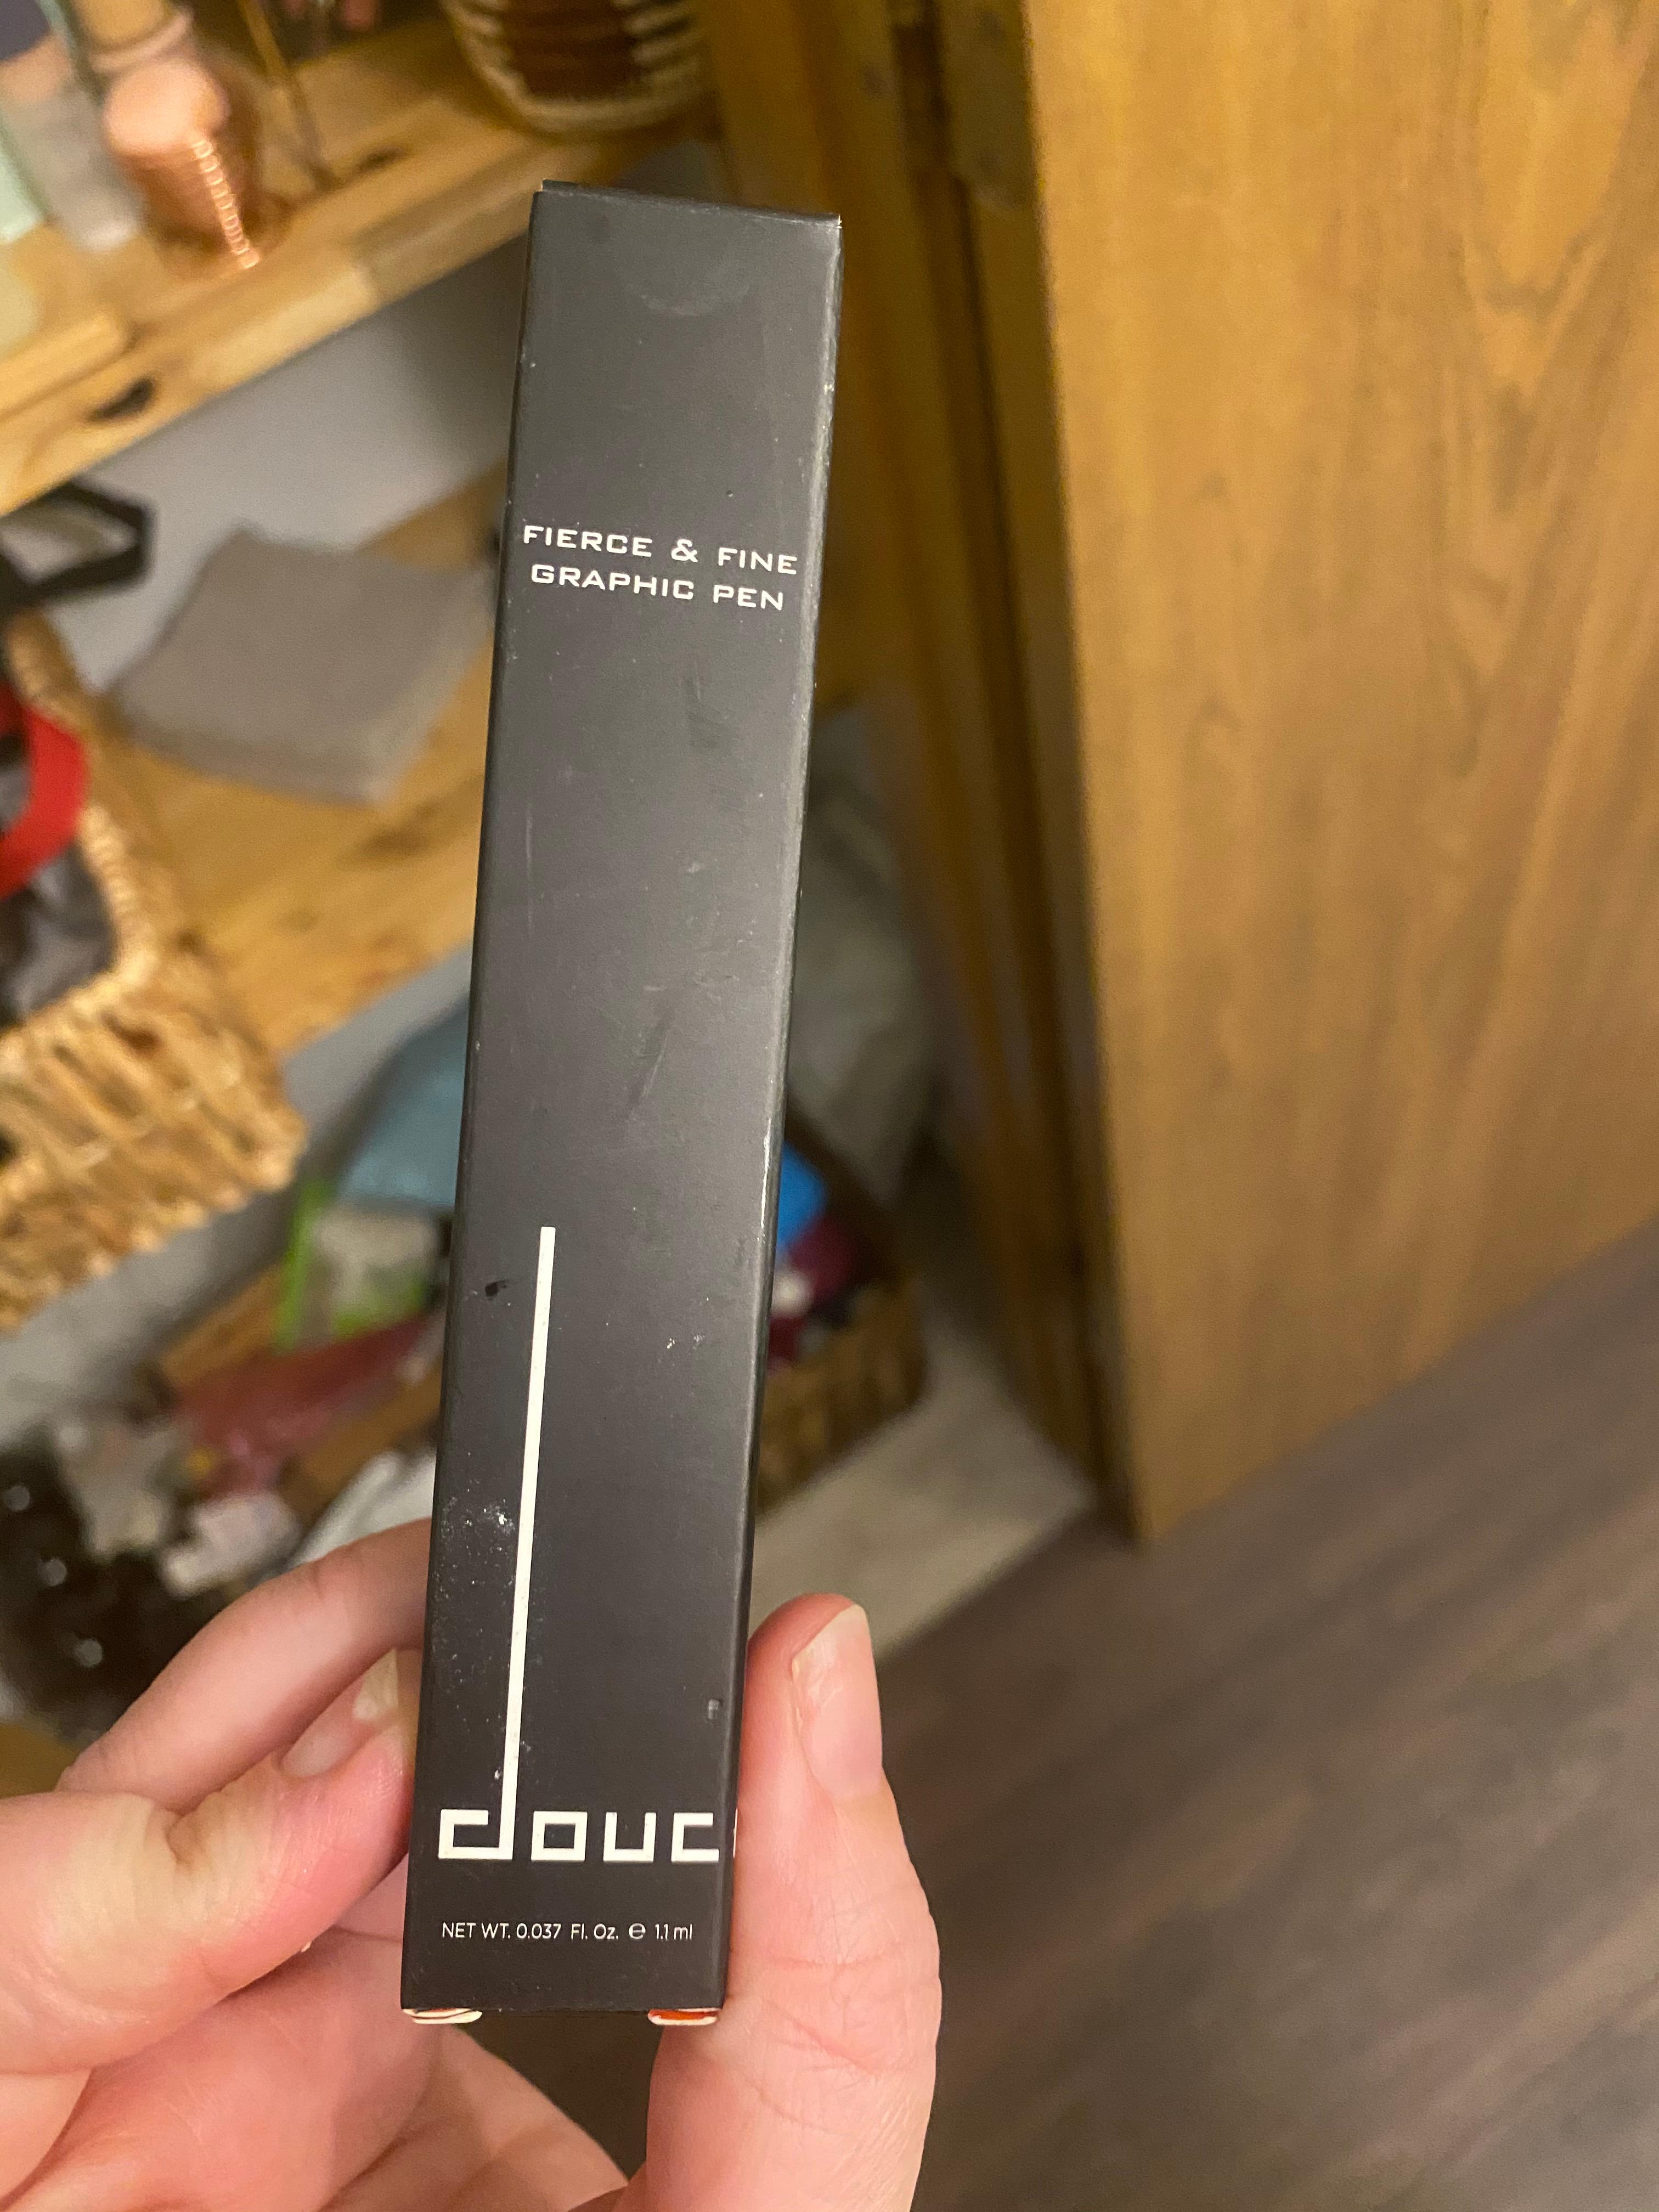 FIERCE & FINE
GRAPHIC PEN
douc
NET WT. 0.037 Fl. Oz. ℮ 1.1 ml